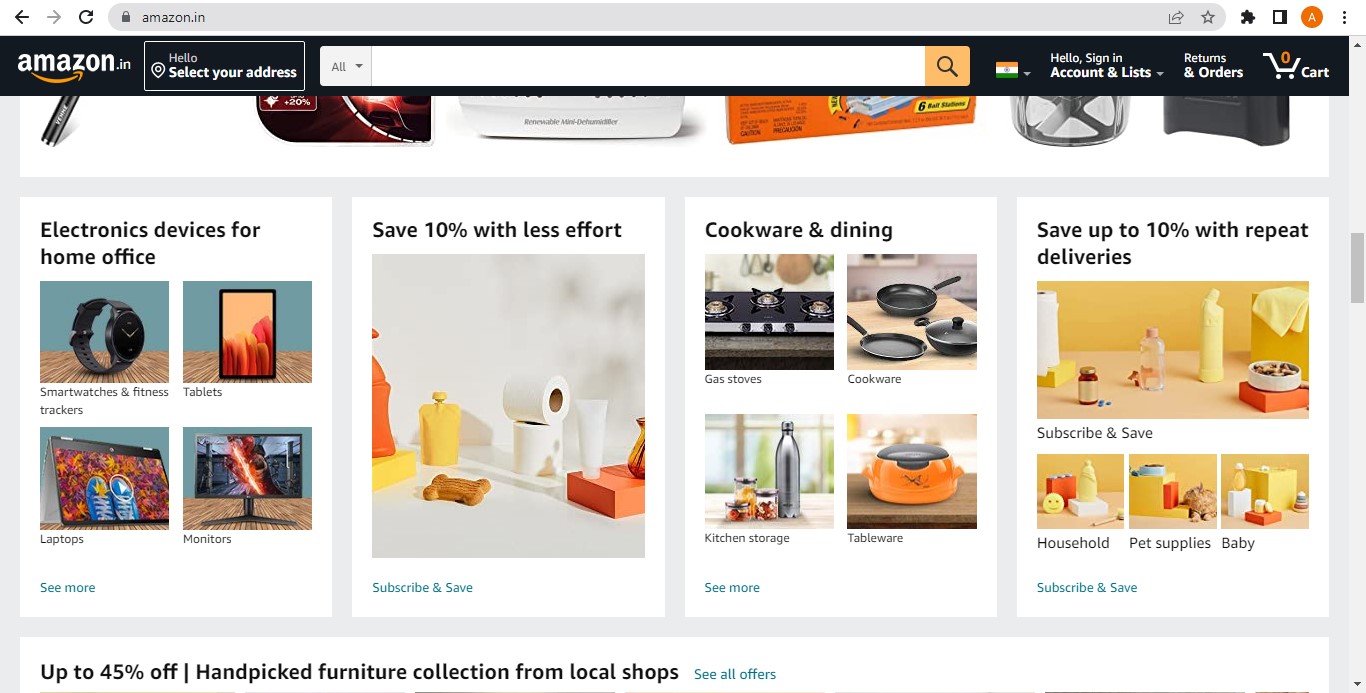 amazon.in
A
amazon.in
Hello
Select your address
All
Hello, Sign in
Account & Lists
Returns
& Orders
0
Cart
+20%
Renewable Mini-Dehumidifier
6 Bait Stations
CAUTION PRECAUCION
Electronics devices for
home office
Save 10% with less effort
Cookware & dining
Save up to 10% with repeat
deliveries
Smartwatches & fitness
trackers
Tablets
Gas stoves
Cookware
Subscribe & Save
Laptops
Monitors
Kitchen storage
Tableware
Household
Pet supplies
Baby
See more
Subscribe & Save
See more
Subscribe & Save
Up to 45% off | Handpicked furniture collection from local shops
See all offers